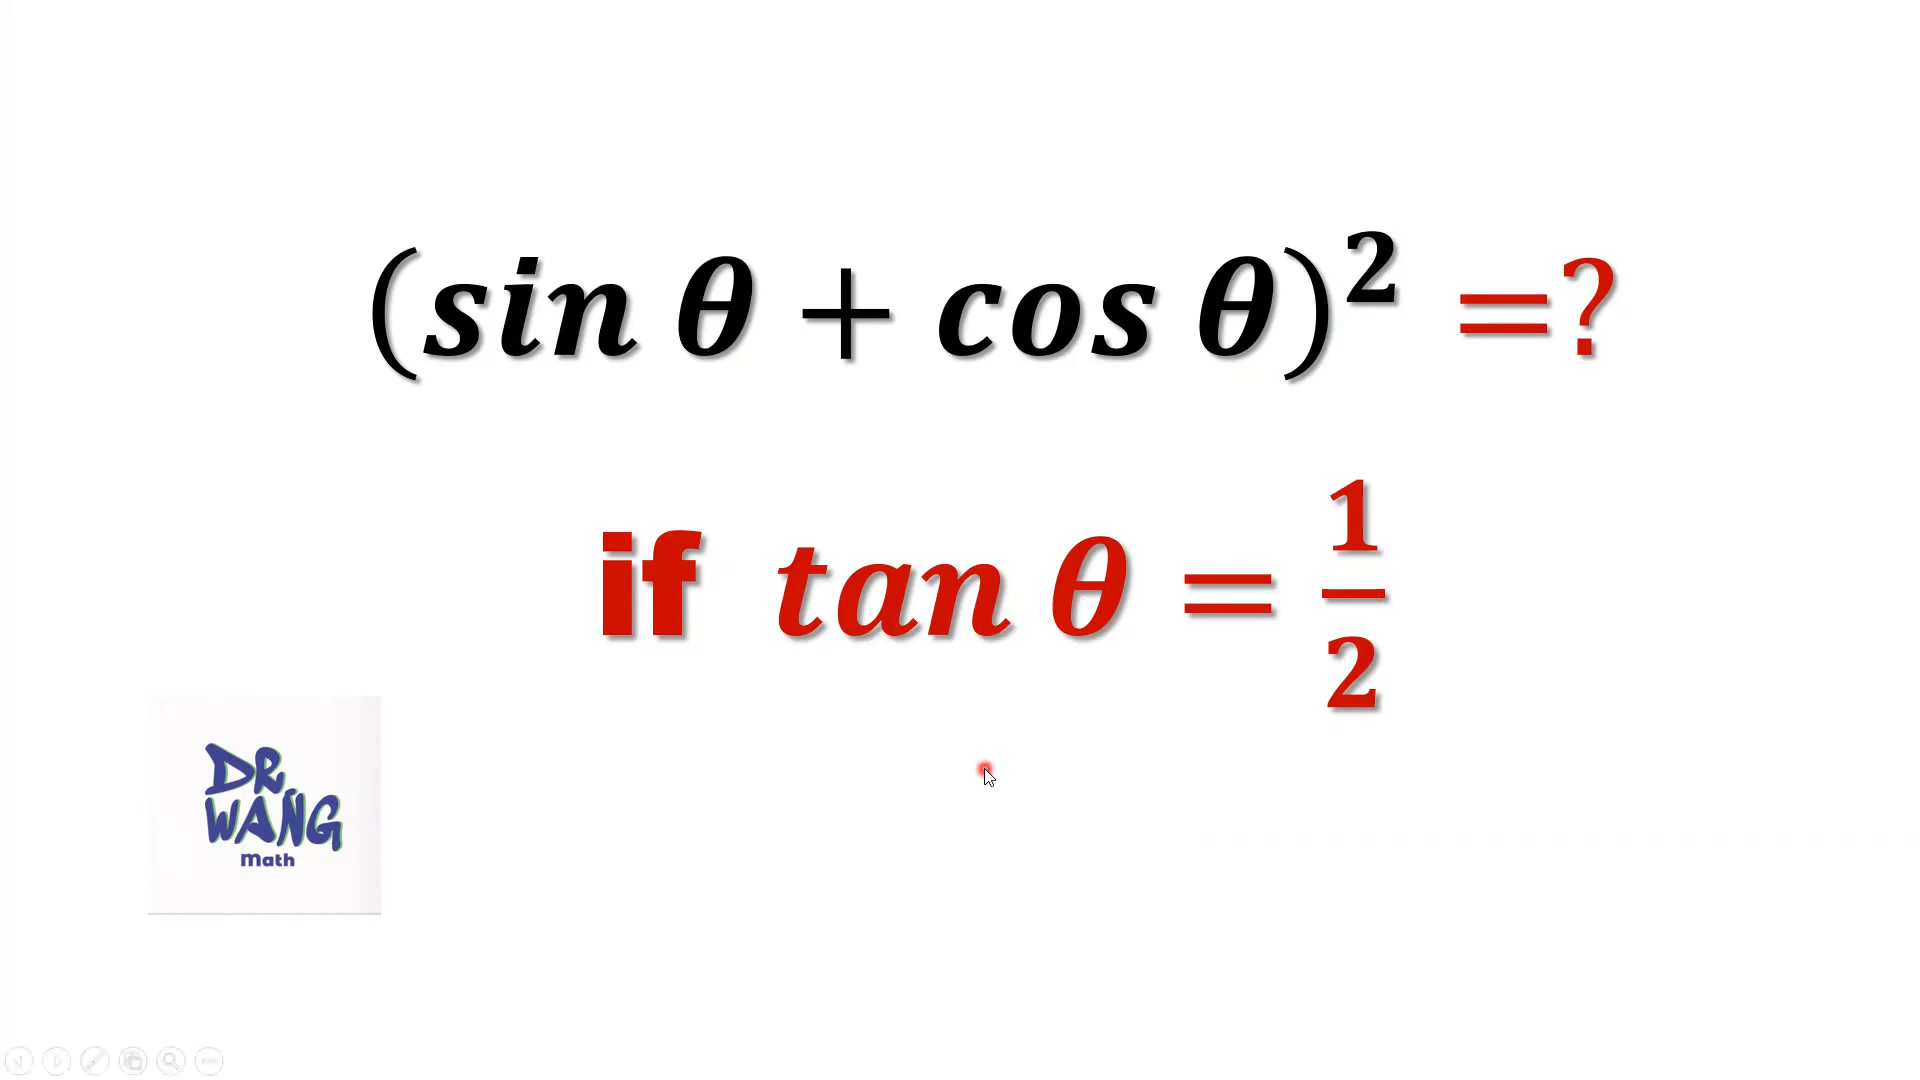 (sin θ + cos θ)² =?
if tan θ = 1/2
DR
WANG
math